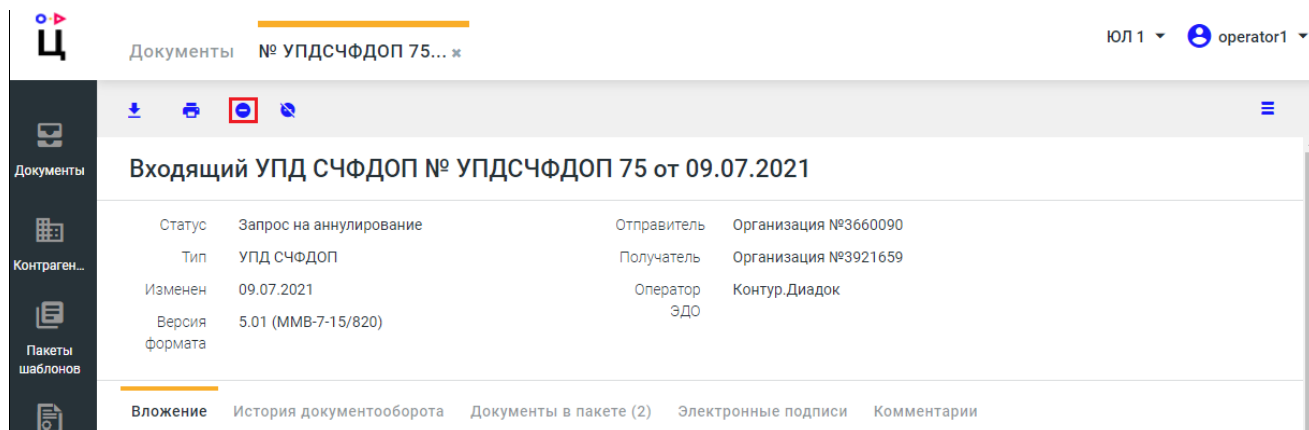 Ц
Документы № УПДСЧФДОП 75... × ЮЛ 1 operator1
Документы
Контраген...
Пакеты
шаблонов
Входящий УПД СЧФДОП № УПДСЧФДОП 75 от 09.07.2021
Статус Запрос на аннулирование Отправитель Организация №3660090
Тип УПД СЧФДОП Получатель Организация №3921659
Изменен 09.07.2021 Оператор Контур.Диадок
ЭДО
Версия 5.01 (ММВ-7-15/820)
формата
Вложение История документооборота Документы в пакете (2) Электронные подписи Комментарии